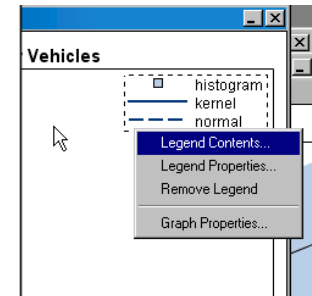 Vehicles
histogram
kernel
normal
Legend Contents...
Legend Properties...
Remove Legend
Graph Properties...